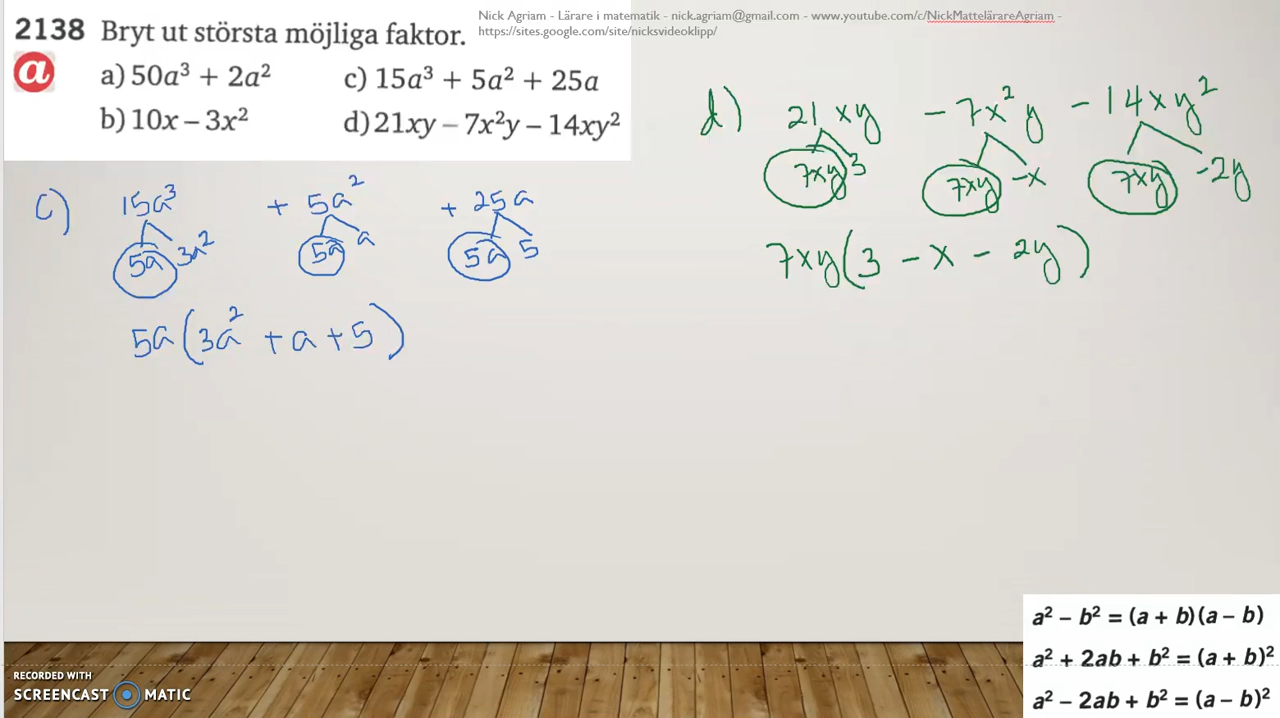 Nick Agriam - Lärare i matematik - nick.agriam@gmail.com - www.youtube.com/c/NickMattelärareAgriam -
https://sites.google.com/site/nicksvideoklipp/
2138 Bryt ut största möjliga faktor.
a
a) 50a³ + 2a²
c) 15a³ + 5a² + 25a
b) 10x – 3x²
d) 21xy – 7x²y – 14xy²
c) 15a³ + 5a² + 25a
5a 3a² 5a a 5a 5
5a(3a² + a + 5)
d) 21xy - 7x²y - 14xy²
7xy 3 7xy -x 7xy -2y
7xy(3 - x - 2y)
a² – b² = (a + b)(a – b)
a² + 2ab + b² = (a + b)²
a² – 2ab + b² = (a – b)²
RECORDED WITH
SCREENCAST MATIC